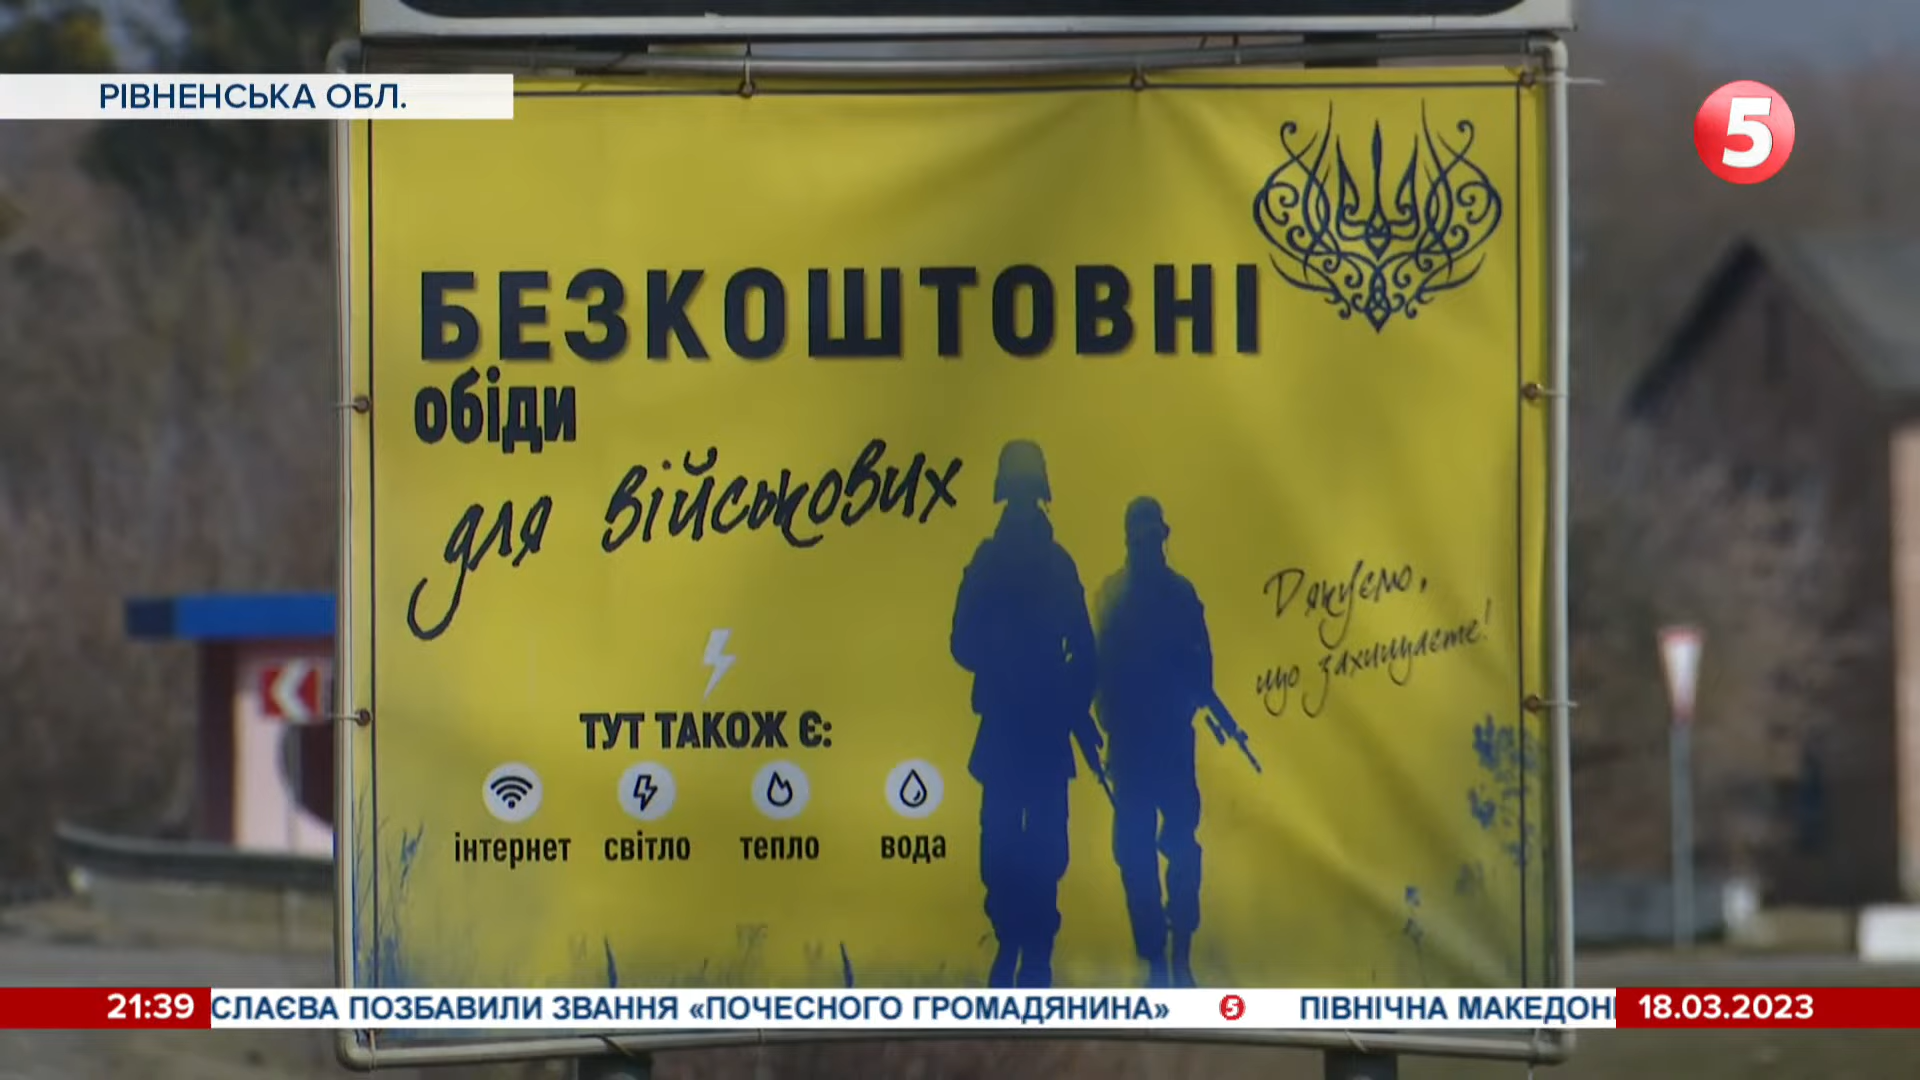 РІВНЕНСЬКА ОБЛ.
5
БЕЗКОШТОВНІ
обіди
для військових
Дякуємо,
що захищаєте!
ТУТ ТАКОЖ Є:
інтернет світло тепло вода
21:39 СЛАЄВА ПОЗБАВИЛИ ЗВАННЯ «ПОЧЕСНОГО ГРОМАДЯНИНА» 5 ПІВНІЧНА МАКЕДОН 18.03.2023